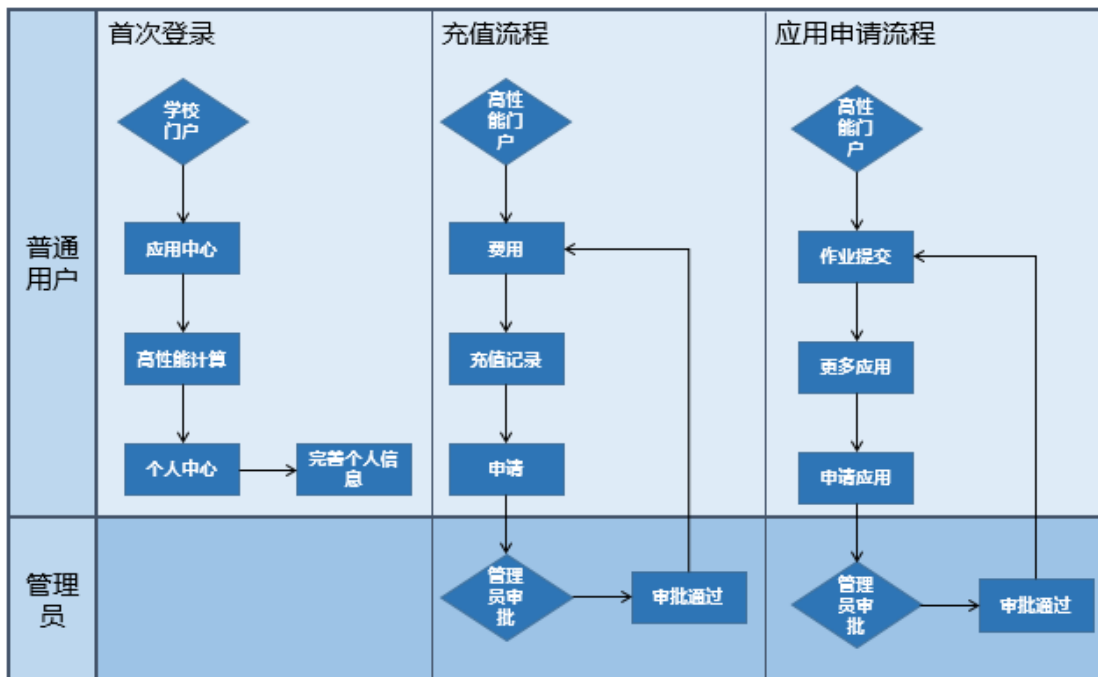 首次登录
充值流程
应用申请流程
普通
用户
学校
门户
应用中心
高性能计算
个人中心
完善个人信
息
高性
能门
户
费用
充值记录
申请
高性
能门
户
作业提交
更多应用
申请应用
管理
员
管理
员审
批
审批通过
管理
员审
批
审批通过